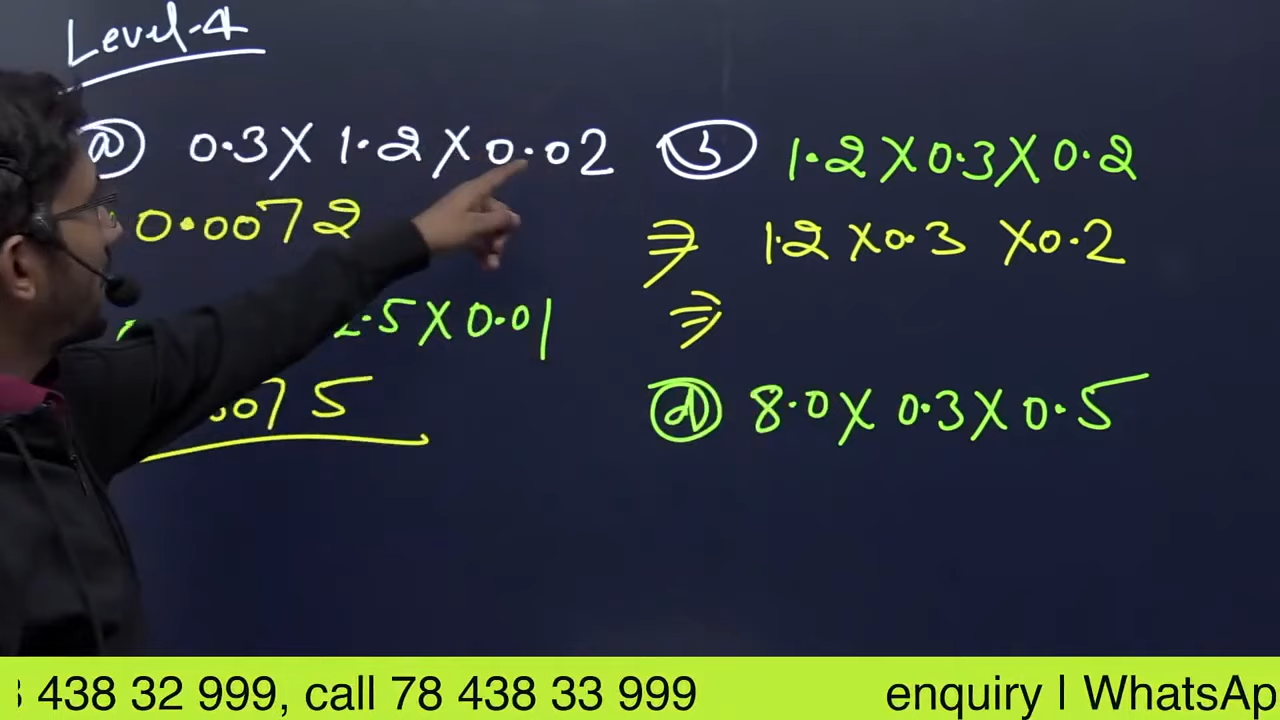 Level-4
(a) 0.3 X 1.2 X 0.02
0.0072
2.5 X 0.01
0075
(b) 1.2 X 0.3 X 0.2
⇒ 1.2 X 0.3 X 0.2
⇒
(d) 8.0 X 0.3 X 0.5
438 32 999, call 78 438 33 999 enquiry I WhatsAp